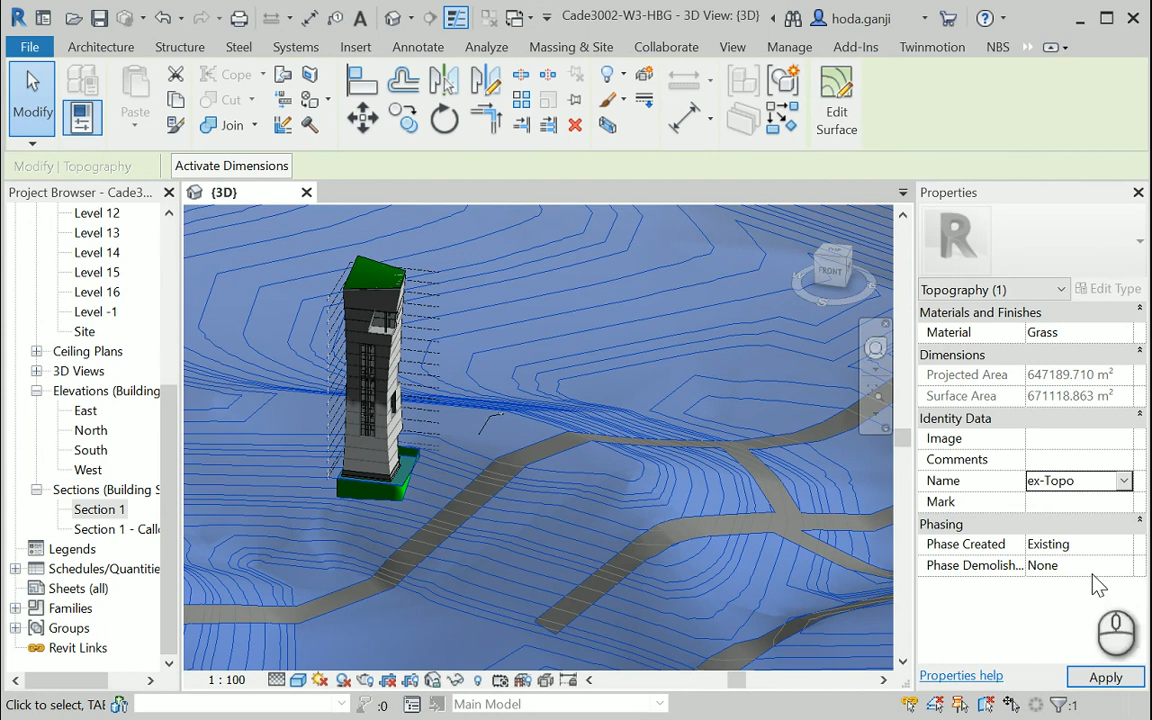 Cade3002-W3-HBG - 3D View: {3D}
hoda.ganji
File Architecture Structure Steel Systems Insert Annotate Analyze Massing & Site Collaborate View Manage Add-Ins Twinmotion NBS
Modify
Paste
Cope
Cut
Join
Edit
Surface
Modify | Topography
Activate Dimensions
Project Browser - Cade3...
{3D}
Properties
Level 12
Level 13
Level 14
Level 15
Level 16
Level -1
Site
Ceiling Plans
3D Views
Elevations (Building
East
North
South
West
Sections (Building S
Section 1
Section 1 - Call
Legends
Schedules/Quantitie
Sheets (all)
Families
Groups
Revit Links
FRONT
Topography (1)
Edit Type
Materials and Finishes
Material Grass
Dimensions
Projected Area 647189.710 m²
Surface Area 671118.863 m²
Identity Data
Image
Comments
Name ex-Topo
Mark
Phasing
Phase Created Existing
Phase Demolish... None
Properties help
Apply
1 : 100
Click to select, TAB
:0
Main Model
:1